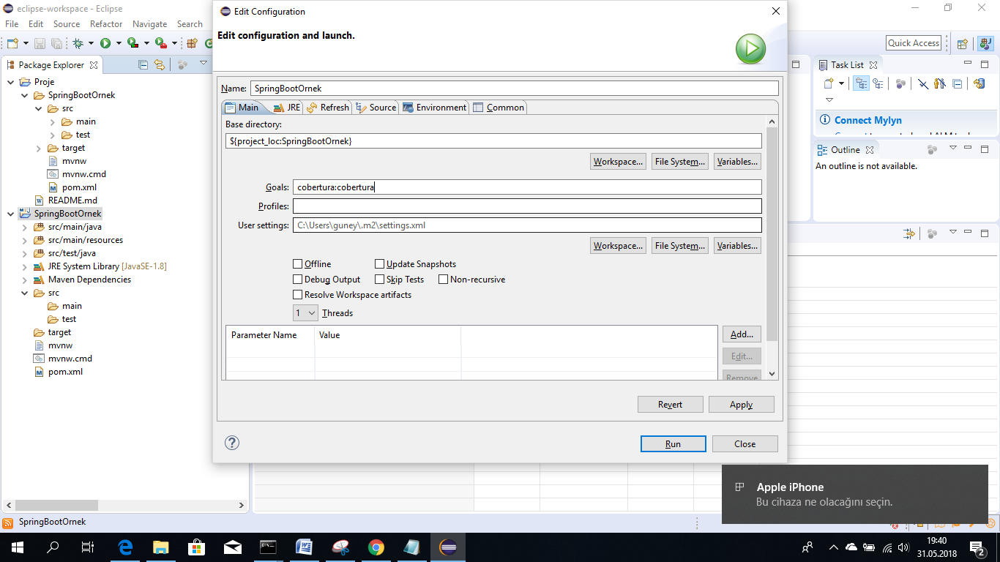 eclipse-workspace - Eclipse
File Edit Source Refactor Navigate Search
Quick Access
Package Explorer
Proje
SpringBootOrnek
src
main
test
target
mvnw
mvnw.cmd
pom.xml
README.md
SpringBootOrnek
src/main/java
src/main/resources
src/test/java
JRE System Library [JavaSE-1.8]
Maven Dependencies
src
main
test
target
mvnw
mvnw.cmd
pom.xml
Edit Configuration
Edit configuration and launch.
Name: SpringBootOrnek
Main JRE Refresh Source Environment Common
Base directory:
${project_loc:SpringBootOrnek}
Workspace... File System... Variables...
Goals: cobertura:cobertura
Profiles:
User settings: C:\Users\guney\.m2\settings.xml
Workspace... File System... Variables...
Offline Update Snapshots
Debug Output Skip Tests Non-recursive
Resolve Workspace artifacts
1 Threads
Parameter Name Value
Add...
Edit...
Remove
Revert Apply
Run Close
Task List
Connect Mylyn
Outline
An outline is not available.
Apple iPhone
Bu cihaza ne olacağını seçin.
SpringBootOrnek
19:40
31.05.2018
2